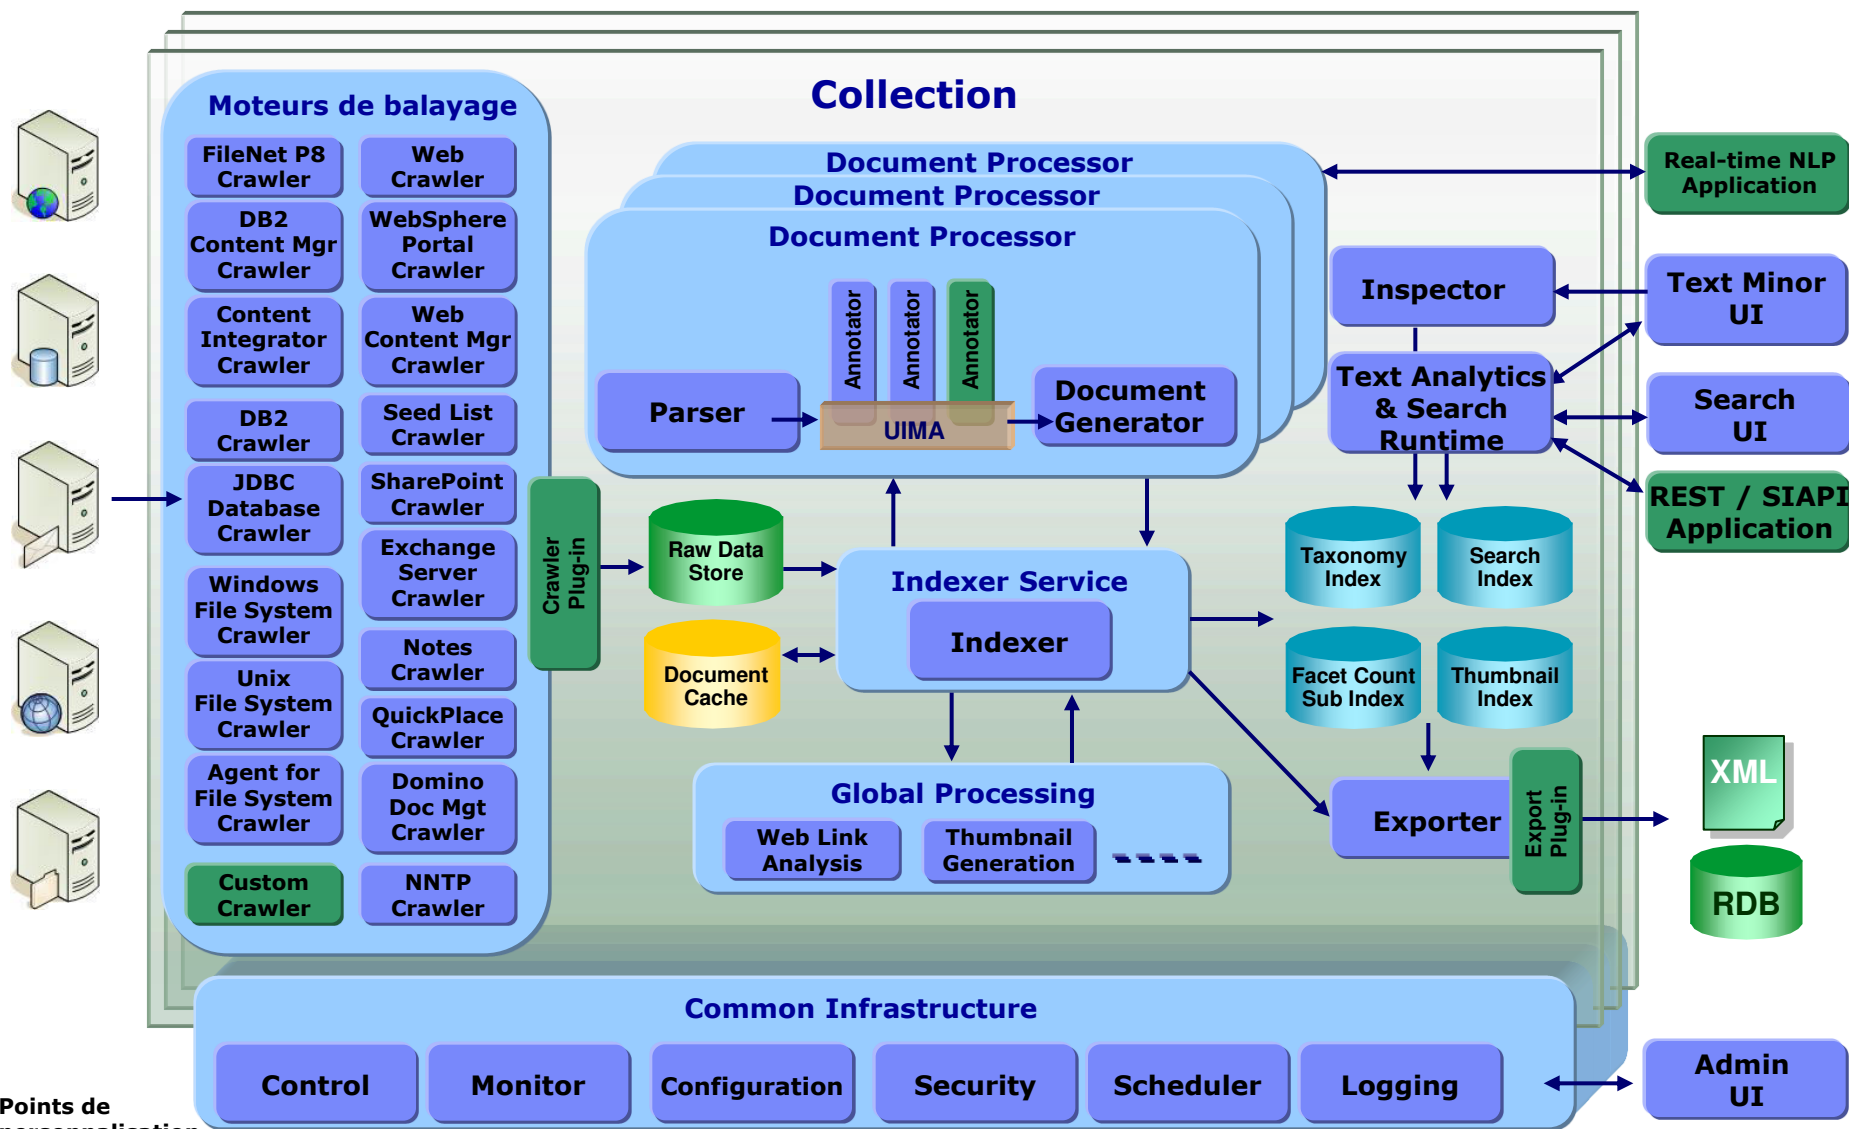 Collection
Moteurs de balayage
FileNet P8
Crawler
Web
Crawler
DB2
Content Mgr
Crawler
WebSphere
Portal
Crawler
Content
Integrator
Crawler
Web
Content Mgr
Crawler
DB2
Crawler
Seed List
Crawler
JDBC
Database
Crawler
SharePoint
Crawler
Exchange
Server
Crawler
Windows
File System
Crawler
Notes
Crawler
Unix
File System
Crawler
QuickPlace
Crawler
Agent for
File System
Crawler
Domino
Doc Mgt
Crawler
Custom
Crawler
NNTP
Crawler
Crawler
Plug-in
Document Processor
Document Processor
Document Processor
Annotator
Annotator
Annotator
Parser
UIMA
Document
Generator
Raw Data
Store
Document
Cache
Indexer Service
Indexer
Global Processing
Web Link
Analysis
Thumbnail
Generation
Inspector
Text Analytics
& Search
Runtime
Taxonomy
Index
Search
Index
Facet Count
Sub Index
Thumbnail
Index
Exporter
Export
Plug-in
Real-time NLP
Application
Text Minor
UI
Search
UI
REST / SIAPI
Application
XML
RDB
Common Infrastructure
Control
Monitor
Configuration
Security
Scheduler
Logging
Admin
UI
Points de
personnalisation